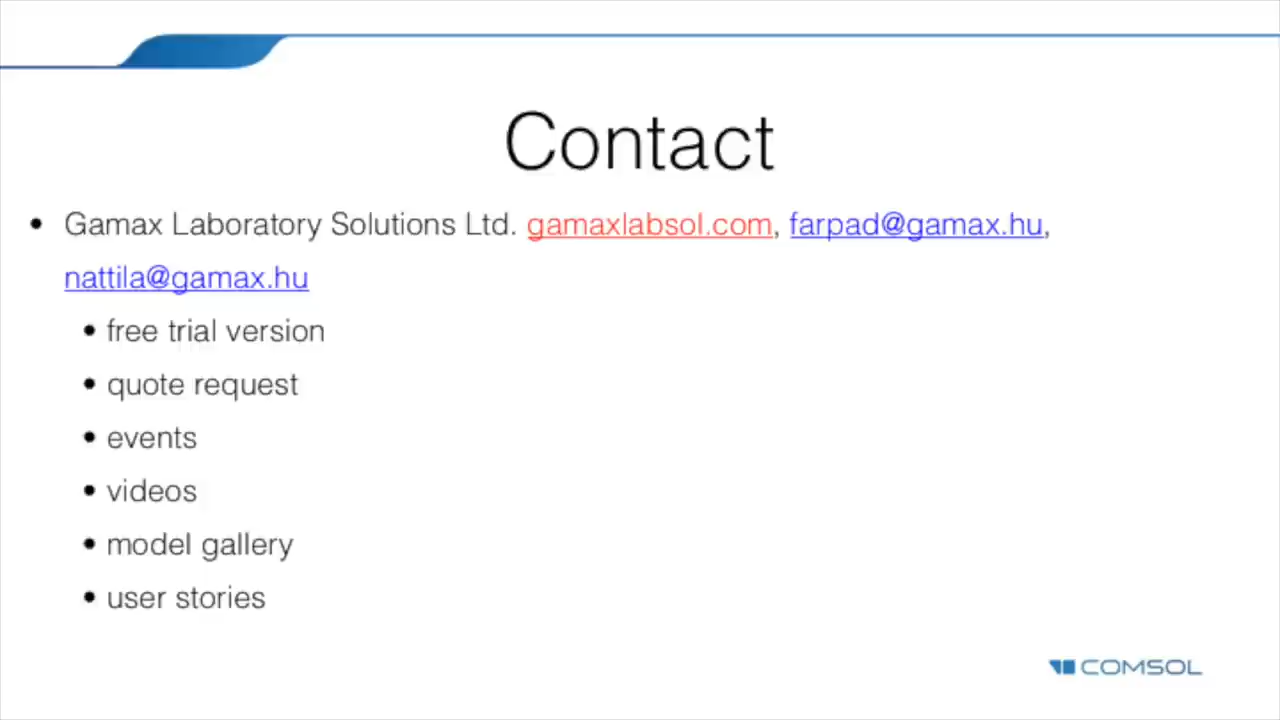 Contact
• Gamax Laboratory Solutions Ltd. gamaxlabsol.com, farpad@gamax.hu,
nattila@gamax.hu
• free trial version
• quote request
• events
• videos
• model gallery
• user stories
COMSOL